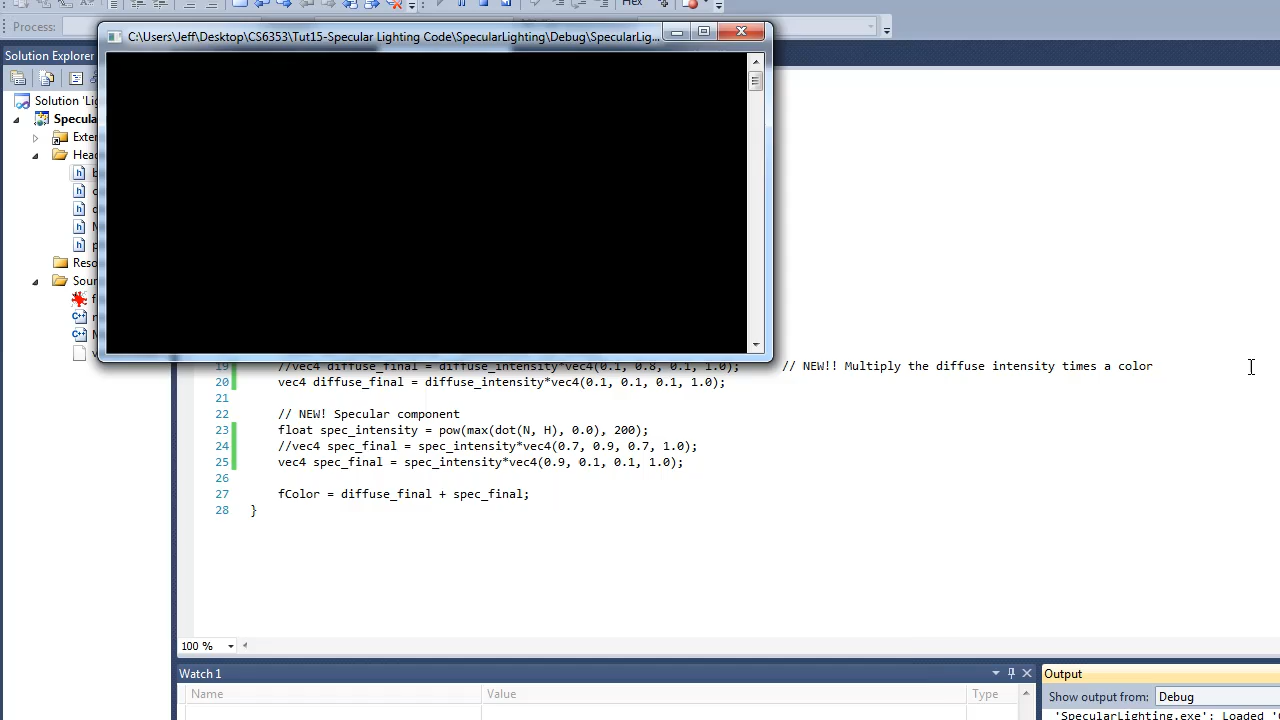 Hex
Process:
C:\Users\Jeff\Desktop\CS6353\Tut15-Specular Lighting Code\SpecularLighting\Debug\SpecularLig...
Solution Explorer
Solution 'Lig
Specula
Exter
Head
Reso
Sour
19 //vec4 diffuse_final = diffuse_intensity*vec4(0.1, 0.8, 0.1, 1.0); // NEW!! Multiply the diffuse intensity times a color
20 vec4 diffuse_final = diffuse_intensity*vec4(0.1, 0.1, 0.1, 1.0);
21
22 // NEW! Specular component
23 float spec_intensity = pow(max(dot(N, H), 0.0), 200);
24 //vec4 spec_final = spec_intensity*vec4(0.7, 0.9, 0.7, 1.0);
25 vec4 spec_final = spec_intensity*vec4(0.9, 0.1, 0.1, 1.0);
26
27 fColor = diffuse_final + spec_final;
28 }
100 %
Watch 1
Output
Name Value Type
Show output from: Debug
'SpecularLighting.exe': Loaded